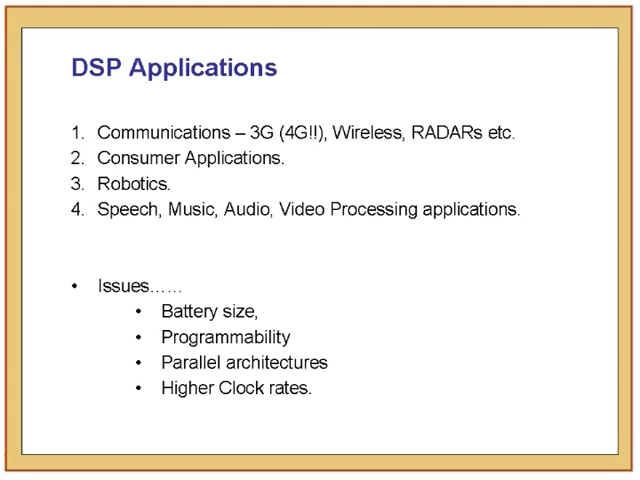 DSP Applications
1. Communications – 3G (4G!!), Wireless, RADARs etc.
2. Consumer Applications.
3. Robotics.
4. Speech, Music, Audio, Video Processing applications.
• Issues……
• Battery size,
• Programmability
• Parallel architectures
• Higher Clock rates.